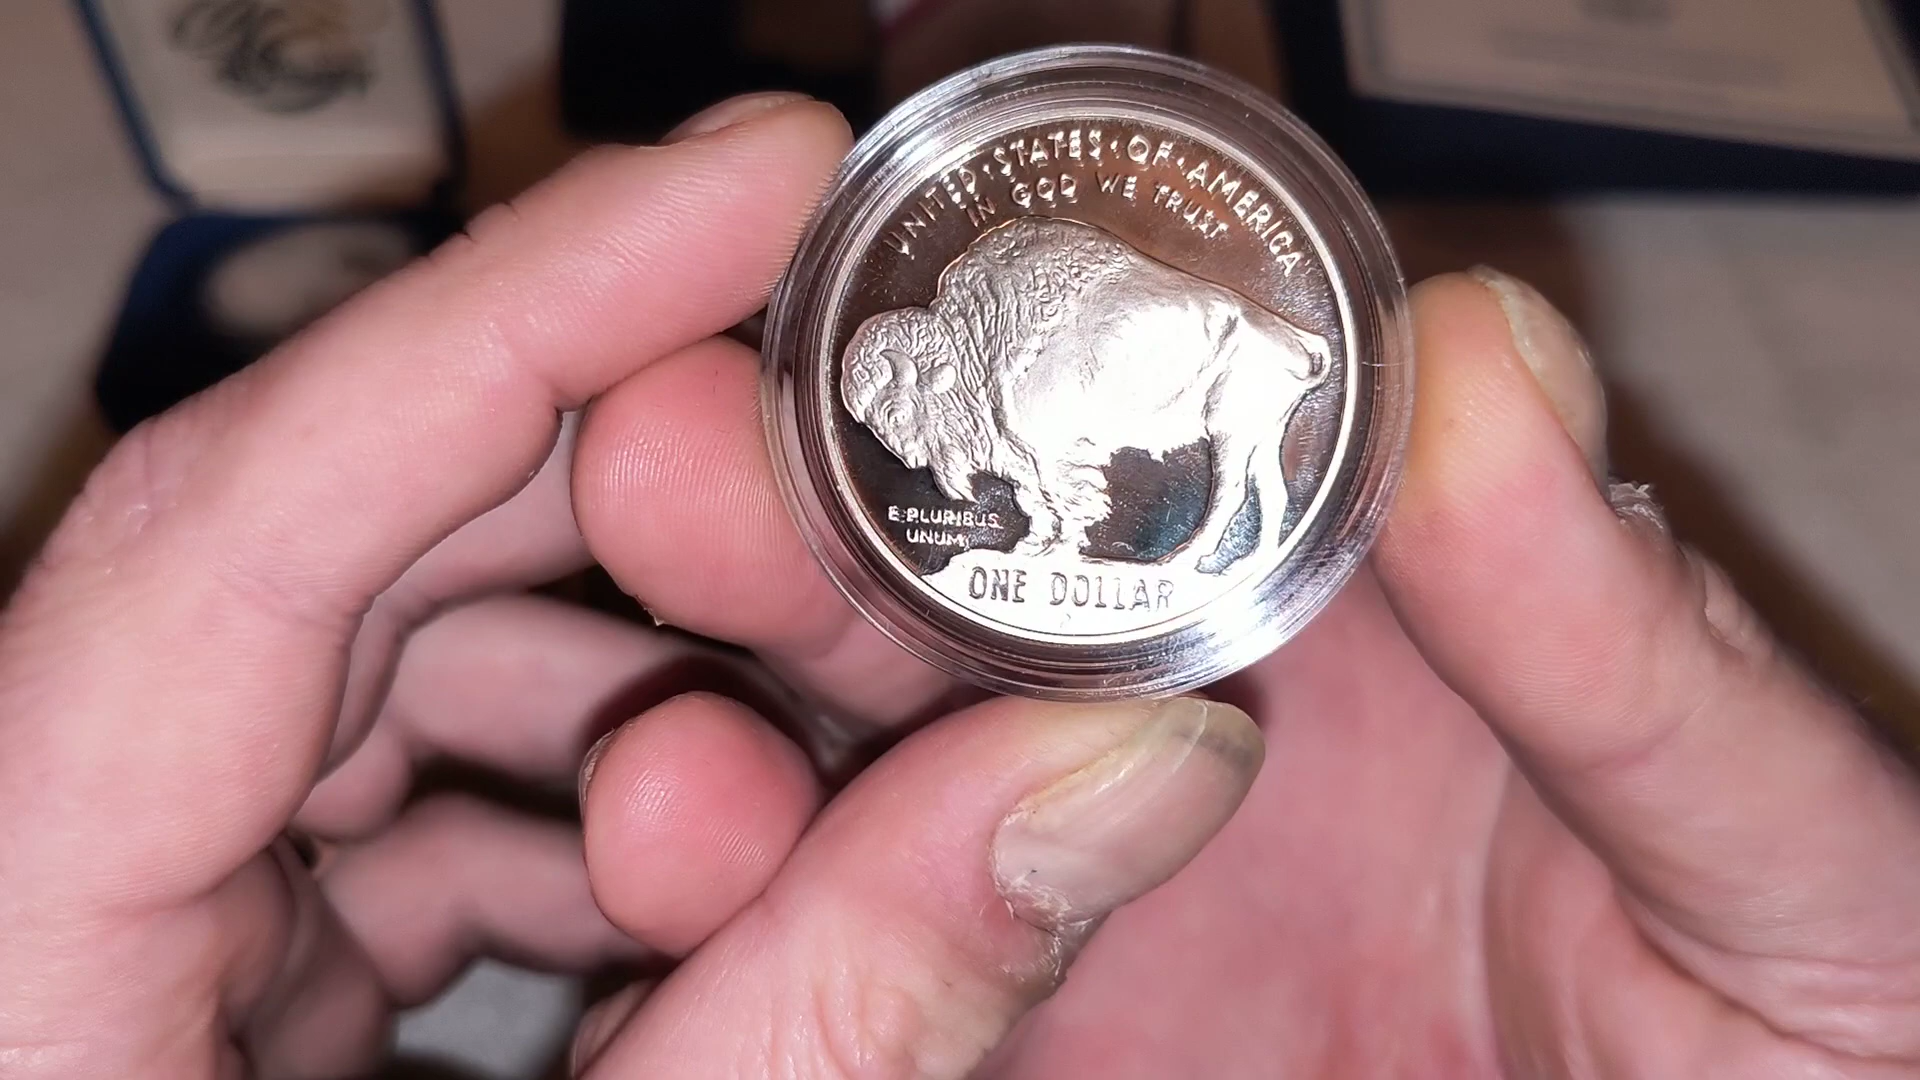 UNITED·STATES·OF·AMERICA
IN GOD WE TRUST
E PLURIBUS
UNUM
ONE DOLLAR